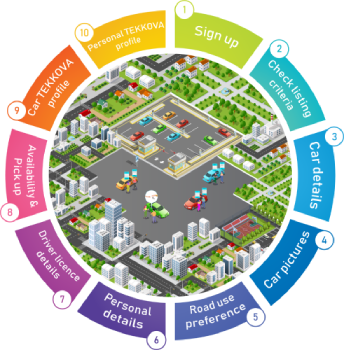 1
Sign up
2
Check listing
criteria
3
Car details
4
Car pictures
5
Road use
preference
6
Personal
details
7
Driver licence
details
8
Availability &
Pick up
9
Car TEKKOVA
profile
10
Personal TEKKOVA
profile